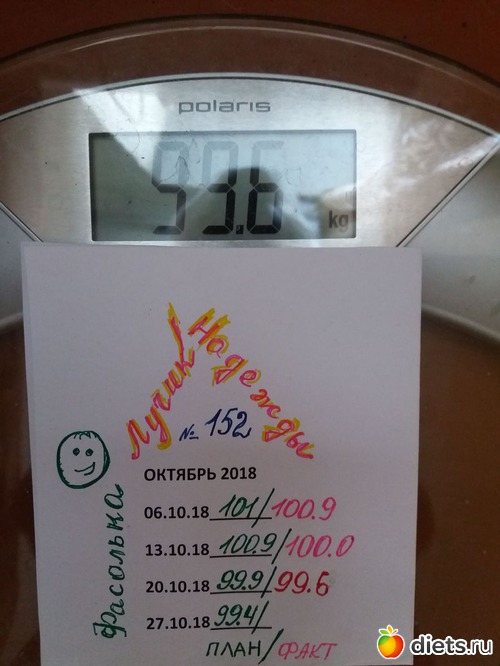 polaris
99.6
kg
Лучик Надежды
№ 152
Фасолька
ОКТЯБРЬ 2018
06.10.18 101/100.9
13.10.18 100.9/100.0
20.10.18 99.9/99.6
27.10.18 99.4/
ПЛАН/ФАКТ
diets.ru